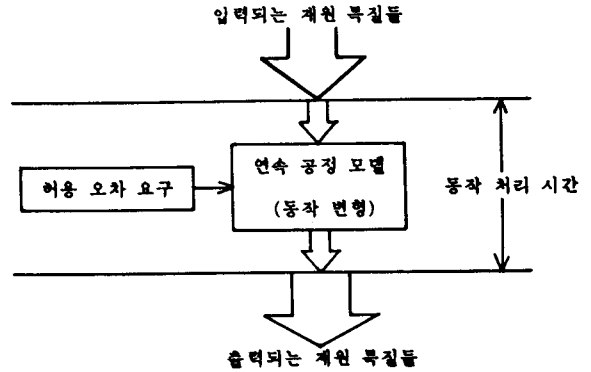 입력되는 재원 특질들
연속 공정 모델
허용 오차 요구
(동작 변형)
동작 처리 시간
출력되는 재원 특질들